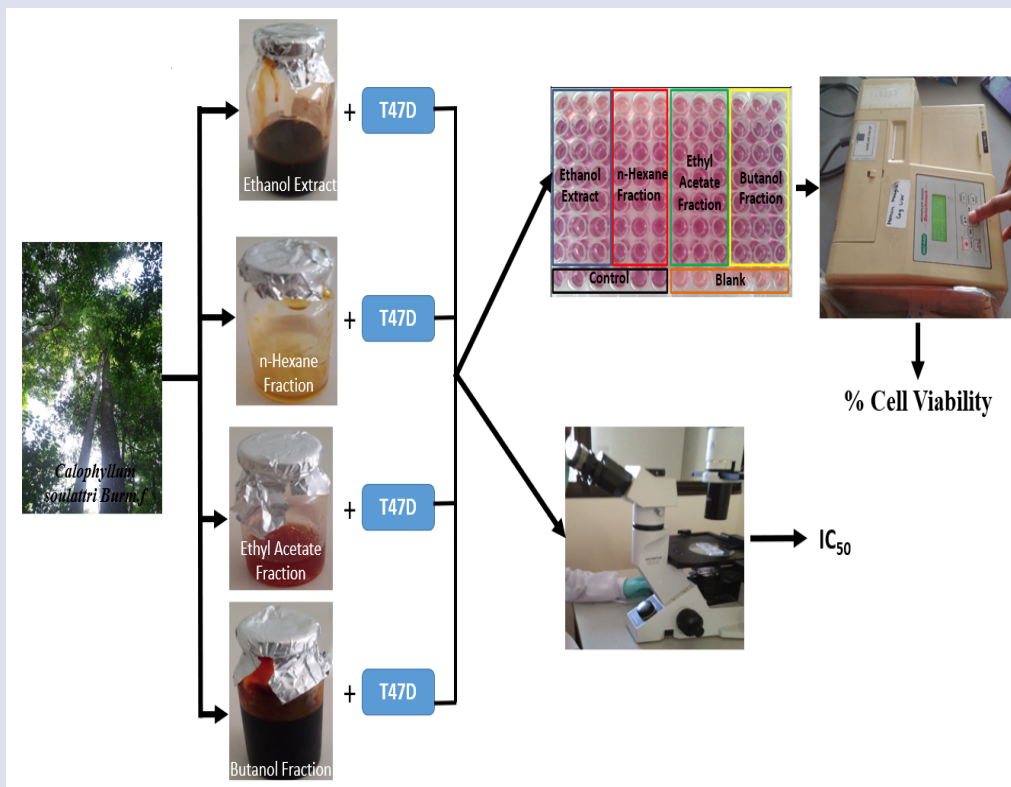 Ethanol Extract
+
T47D
n-Hexane
Fraction
+
T47D
Ethyl Acetate
Fraction
+
T47D
Butanol Fraction
+
T47D
Calophyllum
soulattri Burm.f
Ethanol
Extract
n-Hexane
Fraction
Ethyl
Acetate
Fraction
Butanol
Fraction
Control
Blank
% Cell Viability
IC50